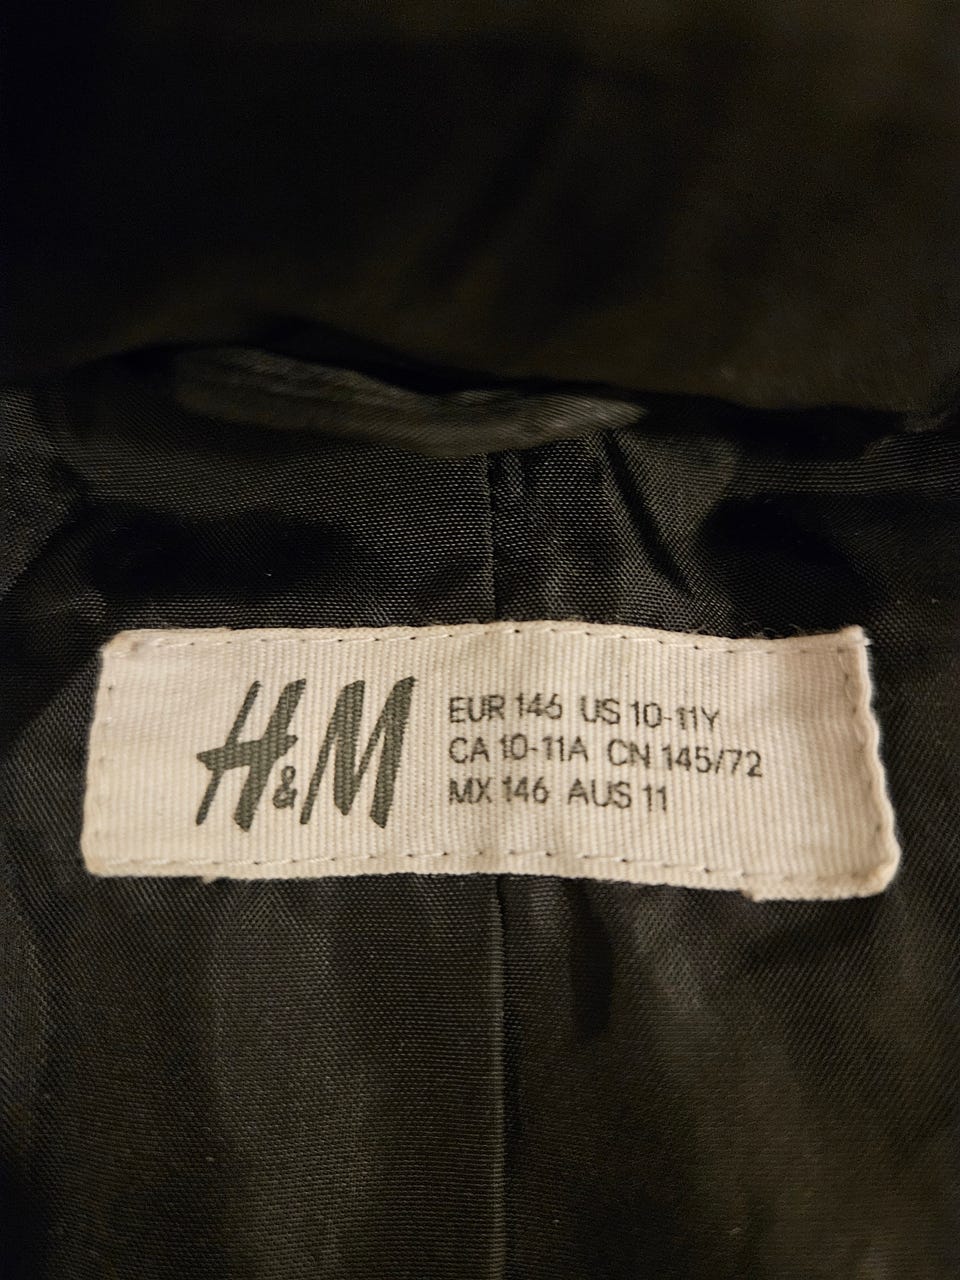 H&M
EUR 146 US 10-11Y
CA 10-11A CN 145/72
MX 146 AUS 11